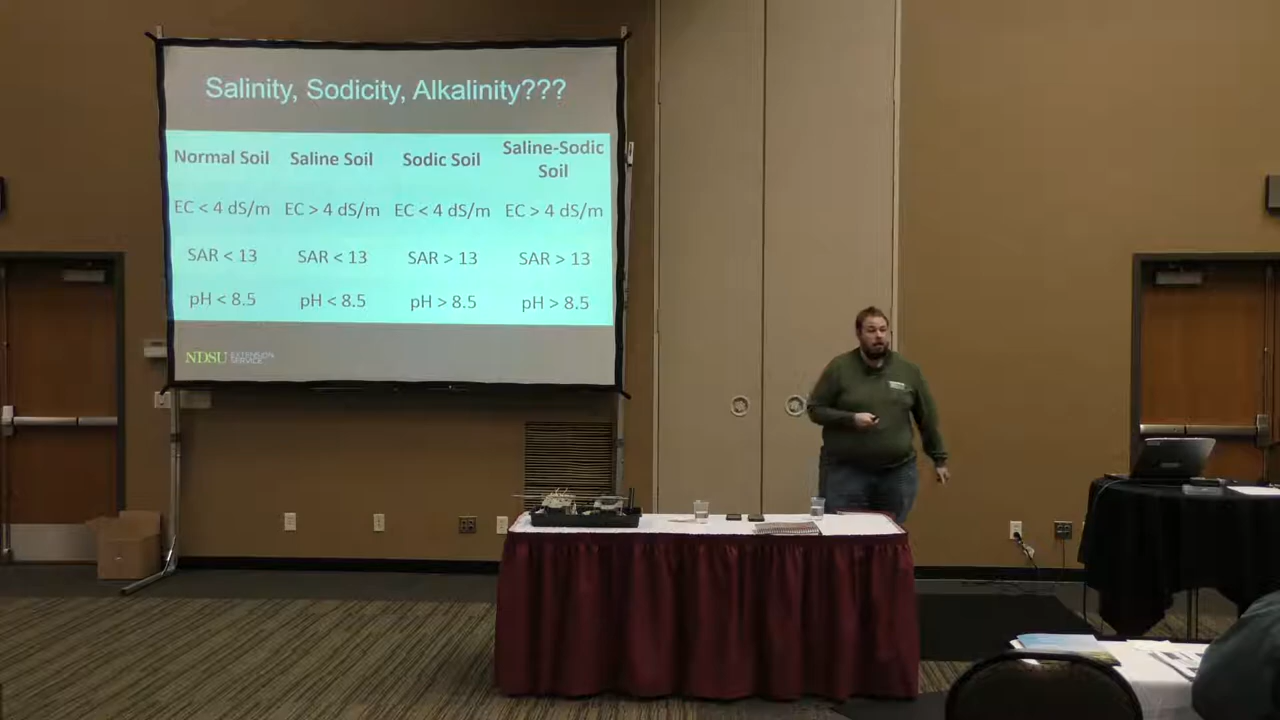 Salinity, Sodicity, Alkalinity???
Normal Soil Saline Soil Sodic Soil Saline-Sodic Soil
EC < 4 dS/m EC > 4 dS/m EC < 4 dS/m EC > 4 dS/m
SAR < 13 SAR < 13 SAR > 13 SAR > 13
pH < 8.5 pH < 8.5 pH > 8.5 pH > 8.5
NDSU EXTENSION SERVICE